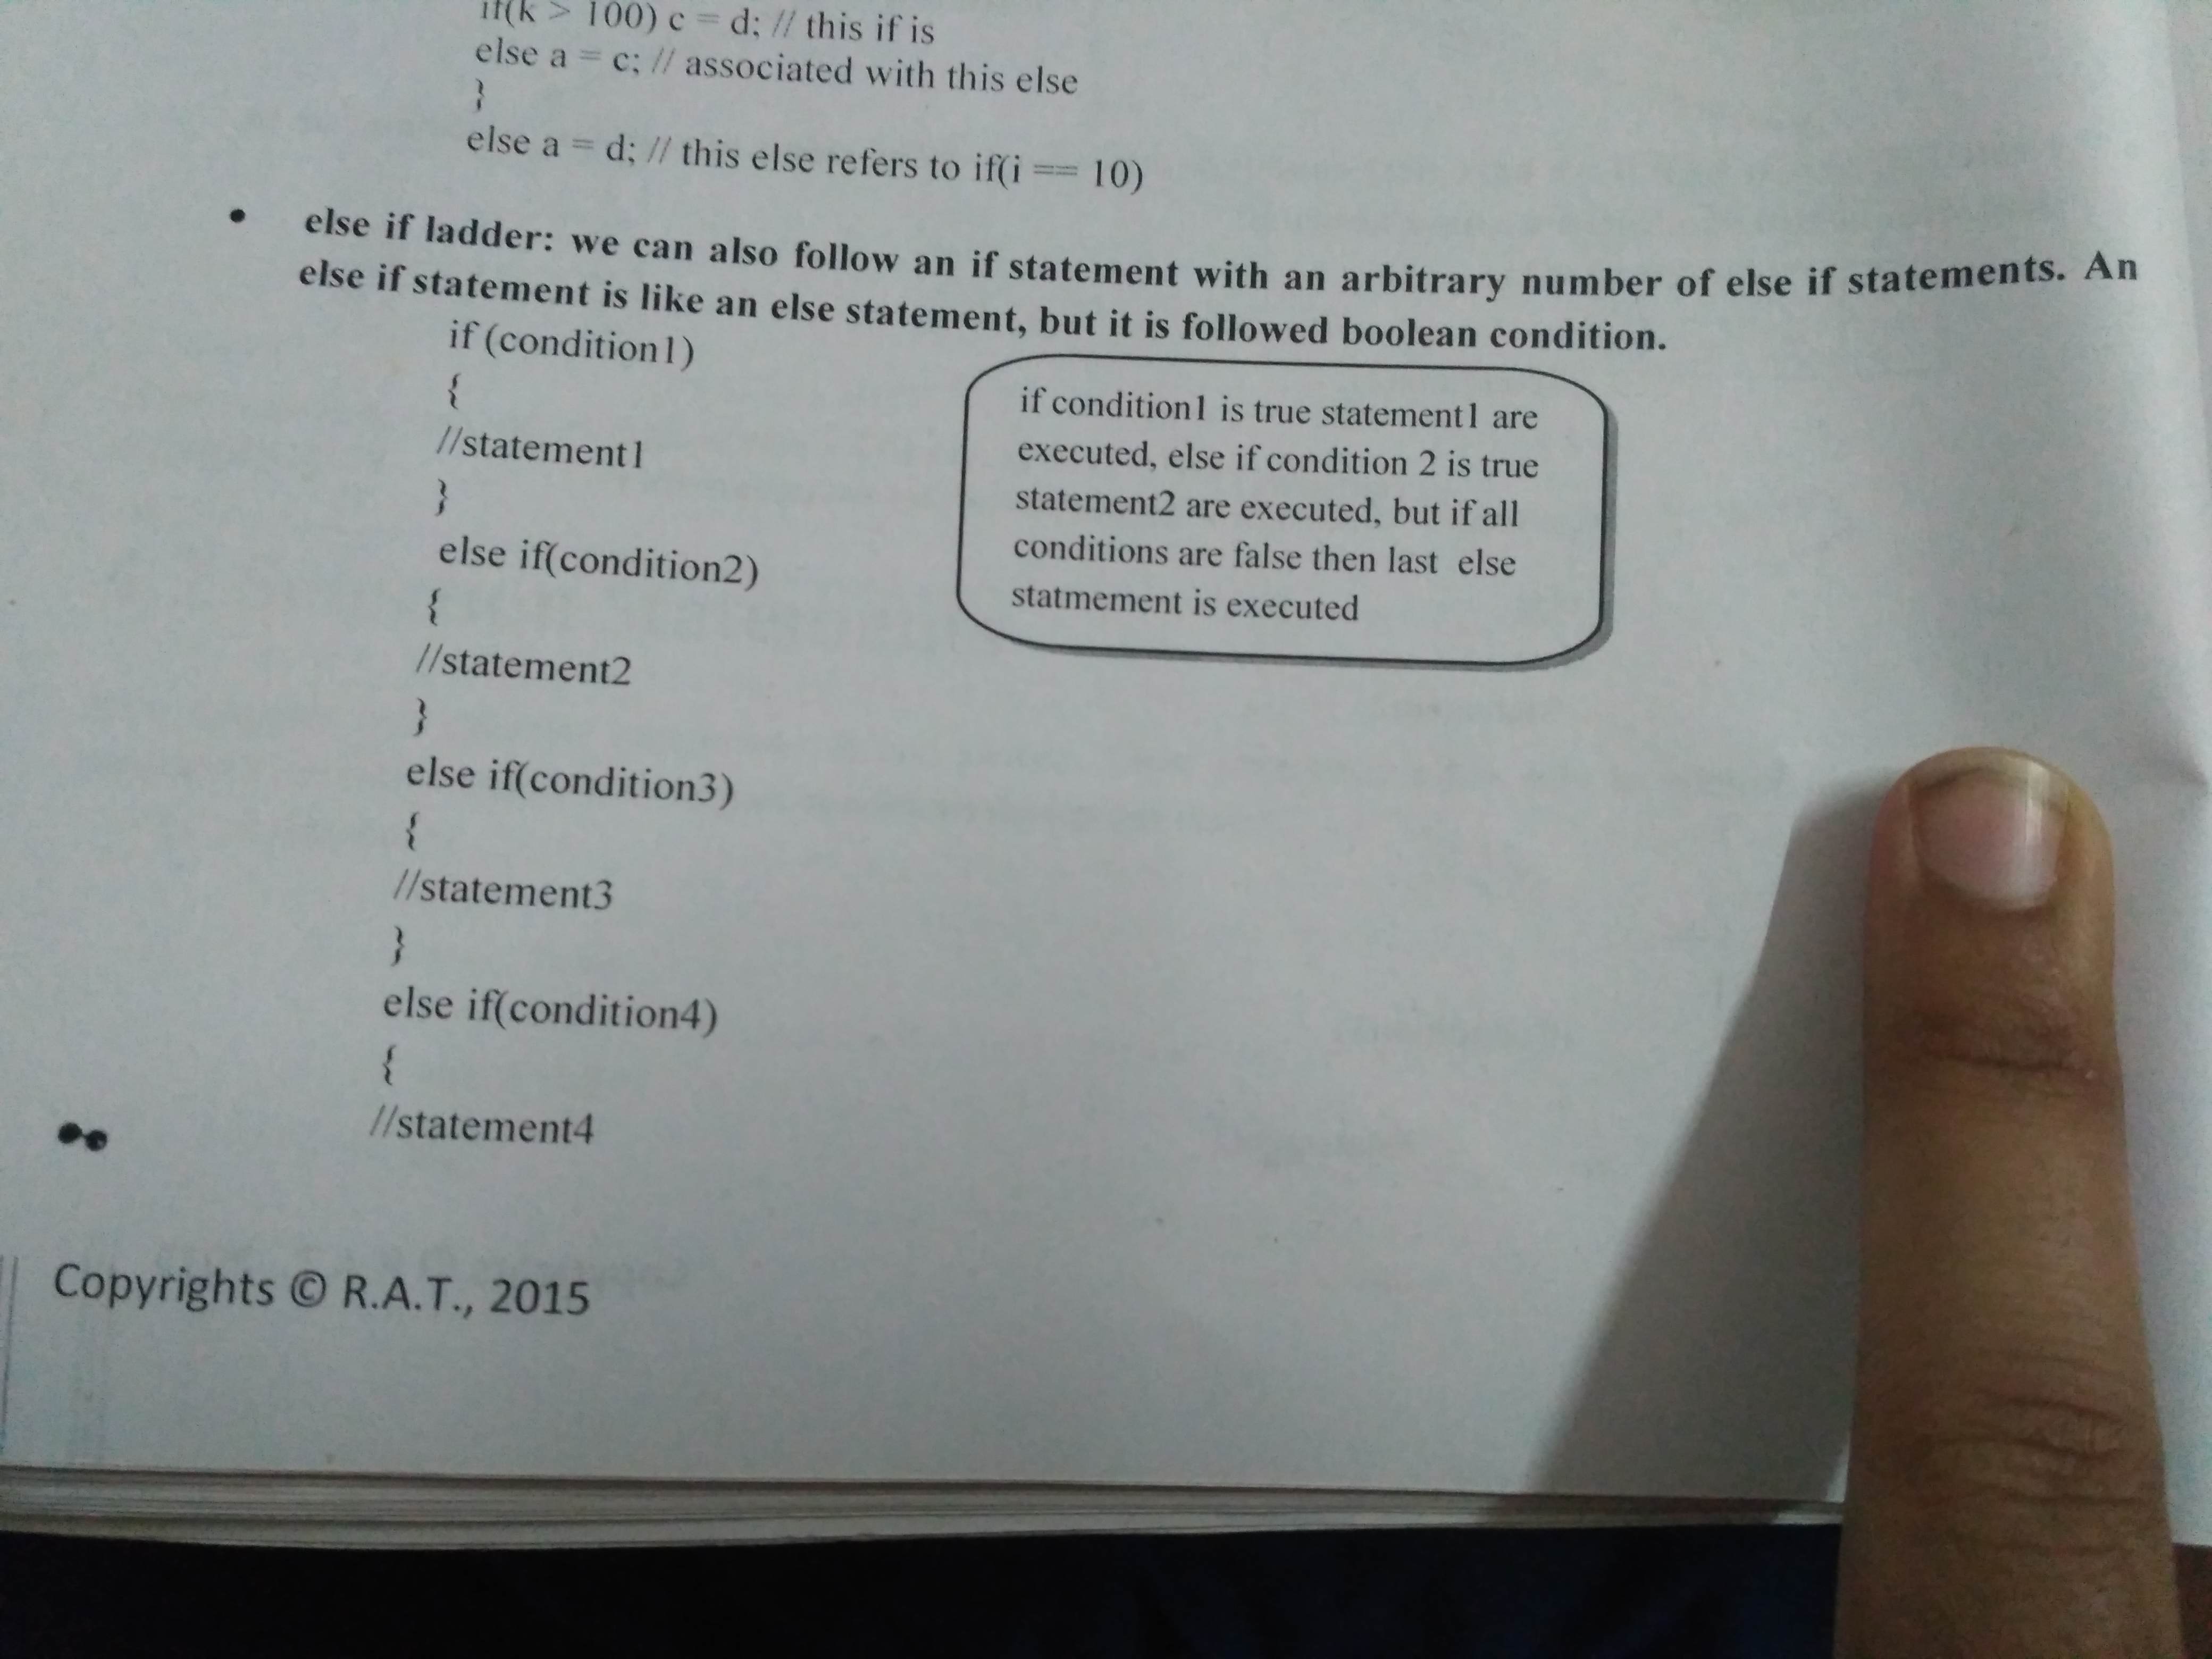 if(k > 100) c = d; // this if is
else a = c; // associated with this else
}
else a = d; // this else refers to if(i == 10)
• else if ladder: we can also follow an if statement with an arbitrary number of else if statements. An
else if statement is like an else statement, but it is followed boolean condition.
if (condition1)
{
//statement1
}
else if(condition2)
{
//statement2
}
else if(condition3)
{
//statement3
}
else if(condition4)
{
//statement4
if condition1 is true statement1 are
executed, else if condition 2 is true
statement2 are executed, but if all
conditions are false then last else
statmement is executed
Copyrights © R.A.T., 2015